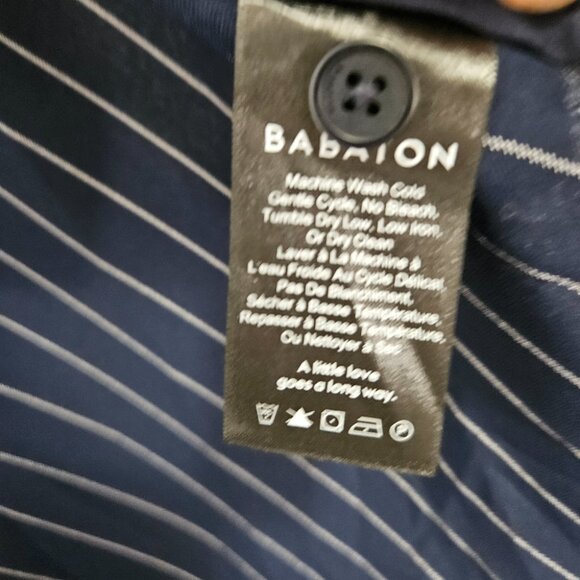 BABATON
Machine Wash Cold
Gentle Cycle, No Bleach,
Tumble Dry Low, Low Iron,
Or Dry Clean
Laver à La Machine à
L'eau Froide Au Cycle Délicat,
Pas De Blanchiment,
Sécher à Basse Température,
Repasser à Basse Température,
Ou Nettoyer à Sec
A little love
goes a long way.